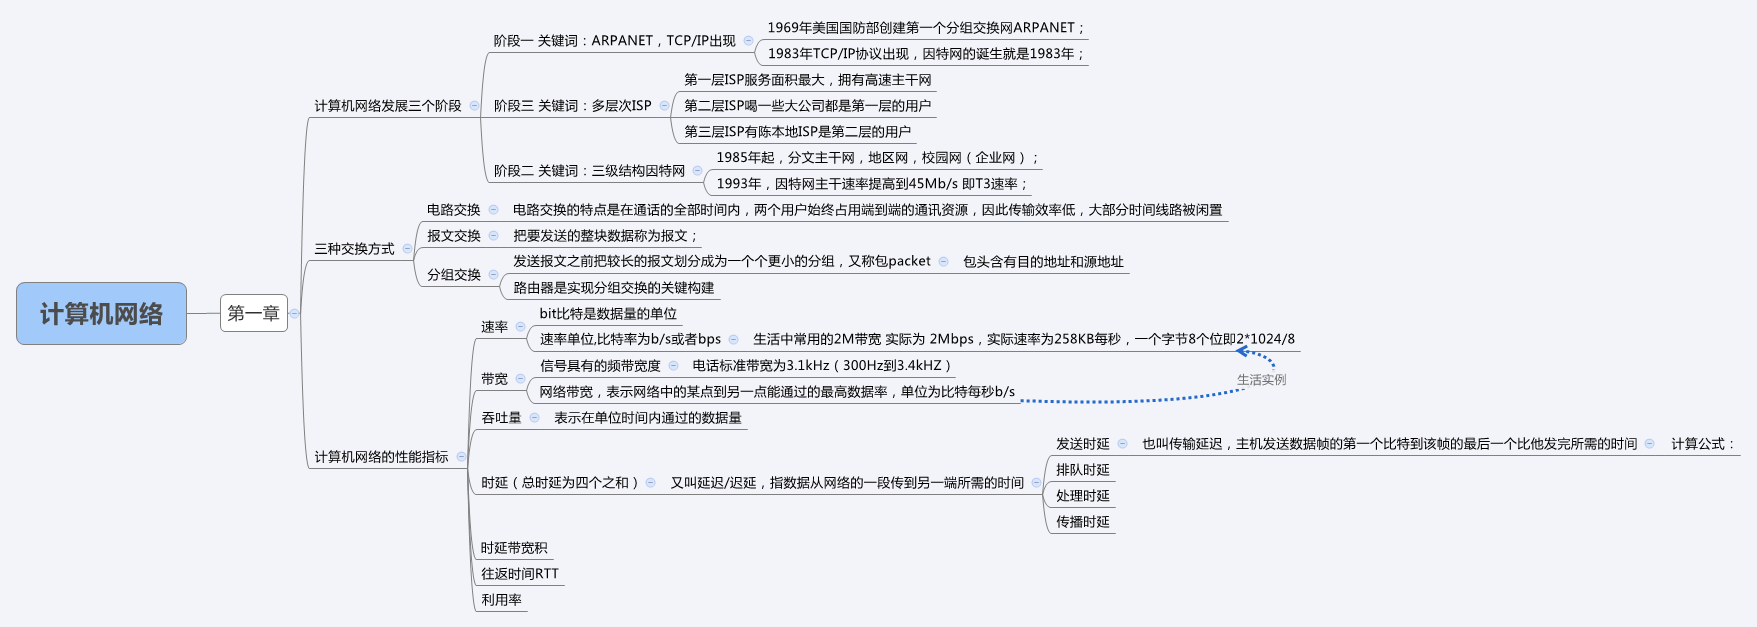 计算机网络
第一章
计算机网络发展三个阶段
阶段一 关键词：ARPANET，TCP/IP出现
1969年美国国防部创建第一个分组交换网ARPANET；
1983年TCP/IP协议出现，因特网的诞生就是1983年；
阶段三 关键词：多层次ISP
第一层ISP服务面积最大，拥有高速主干网
第二层ISP喝一些大公司都是第一层的用户
第三层ISP有陈本地ISP是第二层的用户
阶段二 关键词：三级结构因特网
1985年起，分文主干网，地区网，校园网（企业网）；
1993年，因特网主干速率提高到45Mb/s 即T3速率；
三种交换方式
电路交换
电路交换的特点是在通话的全部时间内，两个用户始终占用端到端的通讯资源，因此传输效率低，大部分时间线路被闲置
报文交换
把要发送的整块数据称为报文；
分组交换
发送报文之前把较长的报文划分成为一个个更小的分组，又称包packet
包头含有目的地址和源地址
路由器是实现分组交换的关键构建
计算机网络的性能指标
速率
bit比特是数据量的单位
速率单位,比特率为b/s或者bps
生活中常用的2M带宽 实际为 2Mbps，实际速率为258KB每秒，一个字节8个位即2*1024/8
带宽
信号具有的频带宽度
电话标准带宽为3.1kHz（300Hz到3.4kHZ）
网络带宽，表示网络中的某点到另一点能通过的最高数据率，单位为比特每秒b/s
生活实例
吞吐量
表示在单位时间内通过的数据量
时延（总时延为四个之和）
又叫延迟/迟延，指数据从网络的一段传到另一端所需的时间
发送时延
也叫传输延迟，主机发送数据帧的第一个比特到该帧的最后一个比他发完所需的时间
计算公式：
排队时延
处理时延
传播时延
时延带宽积
往返时间RTT
利用率